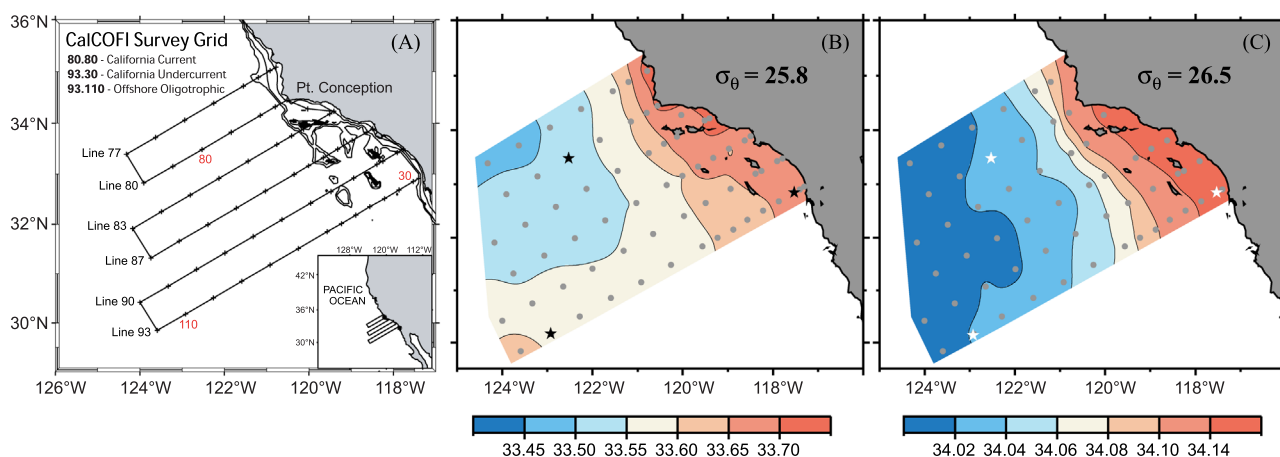 36°N
34°N
32°N
30°N
CalCOFI Survey Grid
80.80 - California Current
93.30 - California Undercurrent
93.110 - Offshore Oligotrophic
(A)
Pt. Conception
Line 77
Line 80
Line 83
Line 87
Line 90
Line 93
80
30
110
128°W 120°W 112°W
42°N
36°N
30°N
PACIFIC
OCEAN
126°W 124°W 122°W 120°W 118°W
(B)
σθ = 25.8
124°W 122°W 120°W 118°W
33.45 33.50 33.55 33.60 33.65 33.70
(C)
σθ = 26.5
124°W 122°W 120°W 118°W
34.02 34.04 34.06 34.08 34.10 34.14